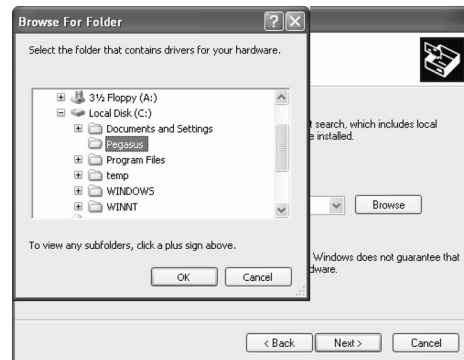 Browse For Folder
Select the folder that contains drivers for your hardware.
3½ Floppy (A:)
Local Disk (C:)
Documents and Settings
Pegasus
Program Files
temp
WINDOWS
WINNT
To view any subfolders, click a plus sign above.
OK Cancel
t search, which includes local
e installed.
Browse
Windows does not guarantee that
dware.
< Back Next > Cancel